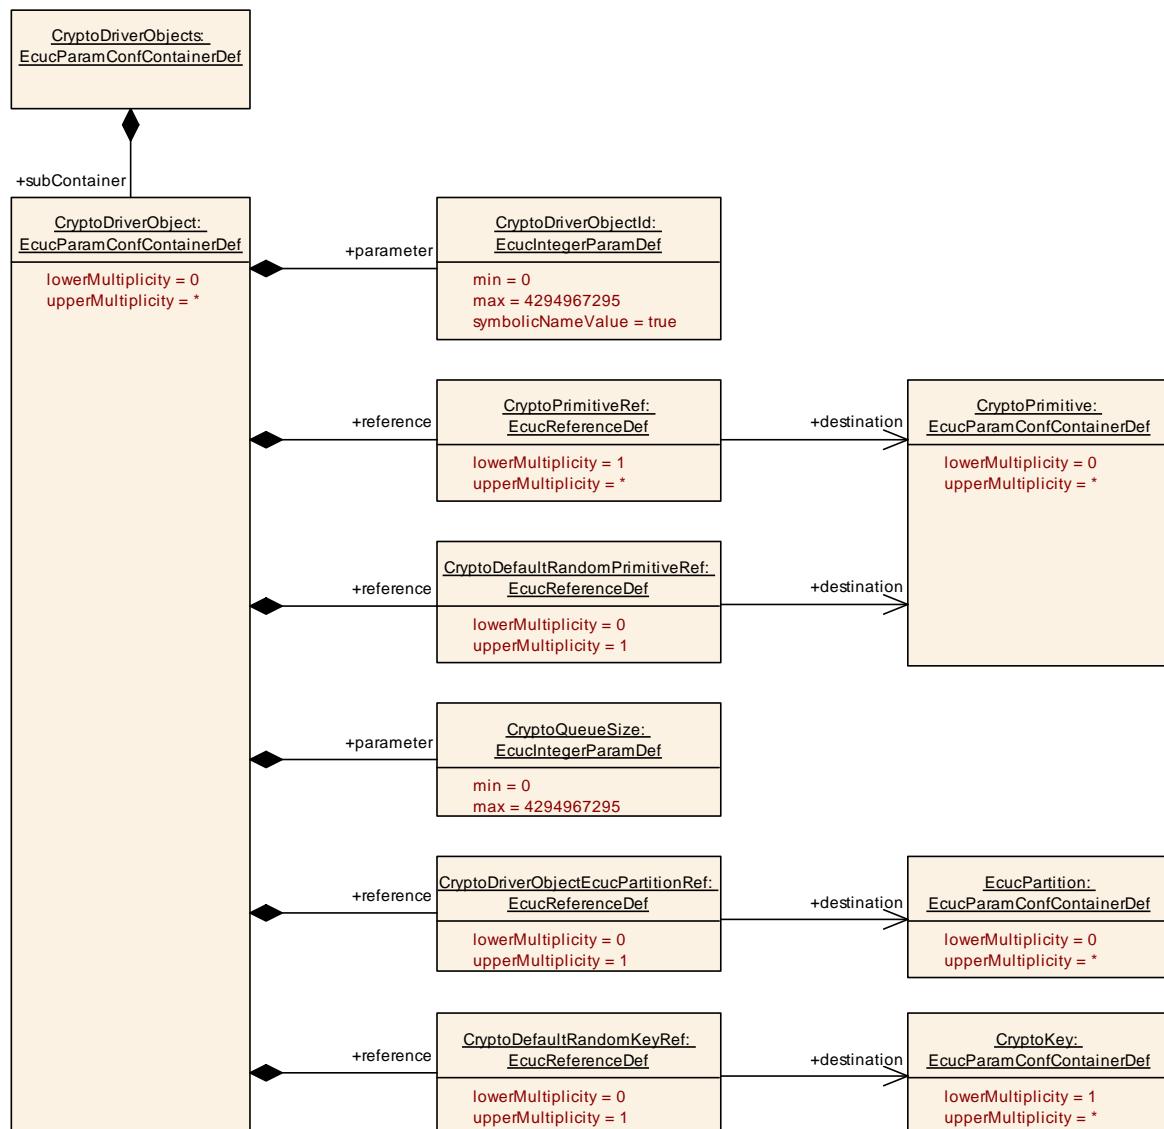 CryptoDriverObjects:
EcucParamConfContainerDef
+subContainer
CryptoDriverObject:
EcucParamConfContainerDef
lowerMultiplicity = 0
upperMultiplicity = *
+parameter
CryptoDriverObjectId:
EcucIntegerParamDef
min = 0
max = 4294967295
symbolicNameValue = true
+reference
CryptoPrimitiveRef:
EcucReferenceDef
lowerMultiplicity = 1
upperMultiplicity = *
+destination
CryptoPrimitive:
EcucParamConfContainerDef
lowerMultiplicity = 0
upperMultiplicity = *
+reference
CryptoDefaultRandomPrimitiveRef:
EcucReferenceDef
lowerMultiplicity = 0
upperMultiplicity = 1
+destination
+parameter
CryptoQueueSize:
EcucIntegerParamDef
min = 0
max = 4294967295
+reference
CryptoDriverObjectEcucPartitionRef:
EcucReferenceDef
lowerMultiplicity = 0
upperMultiplicity = 1
+destination
EcucPartition:
EcucParamConfContainerDef
lowerMultiplicity = 0
upperMultiplicity = *
+reference
CryptoDefaultRandomKeyRef:
EcucReferenceDef
lowerMultiplicity = 0
upperMultiplicity = 1
+destination
CryptoKey:
EcucParamConfContainerDef
lowerMultiplicity = 1
upperMultiplicity = *